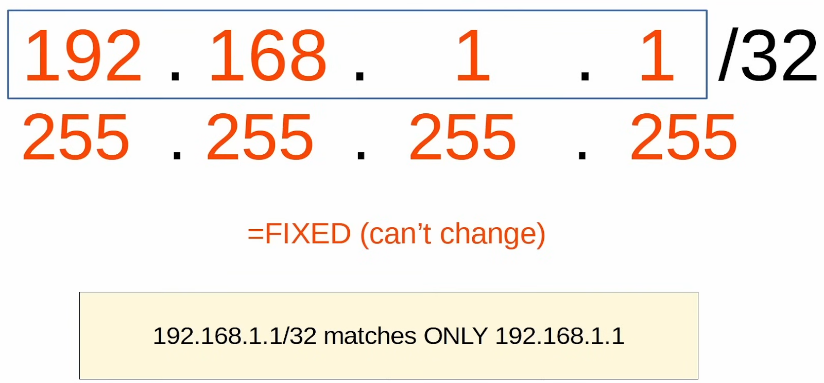 192 . 168 . 1 . 1 /32
255 . 255 . 255 . 255
=FIXED (can’t change)
192.168.1.1/32 matches ONLY 192.168.1.1